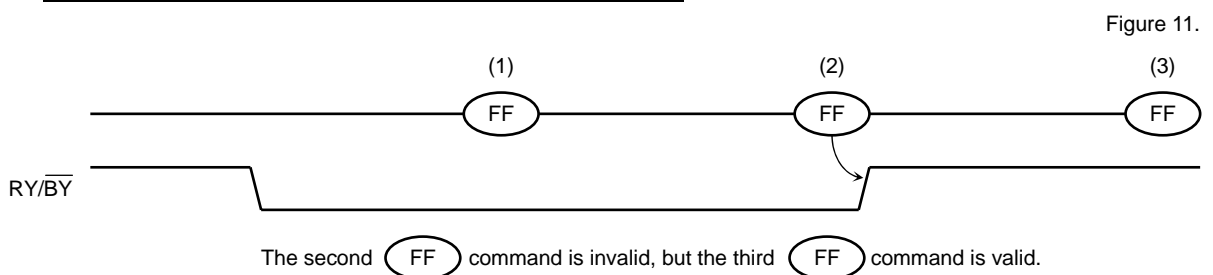 Figure 11.
(1) (2) (3)
FF FF FF
RY/BY
The second FF command is invalid, but the third FF command is valid.